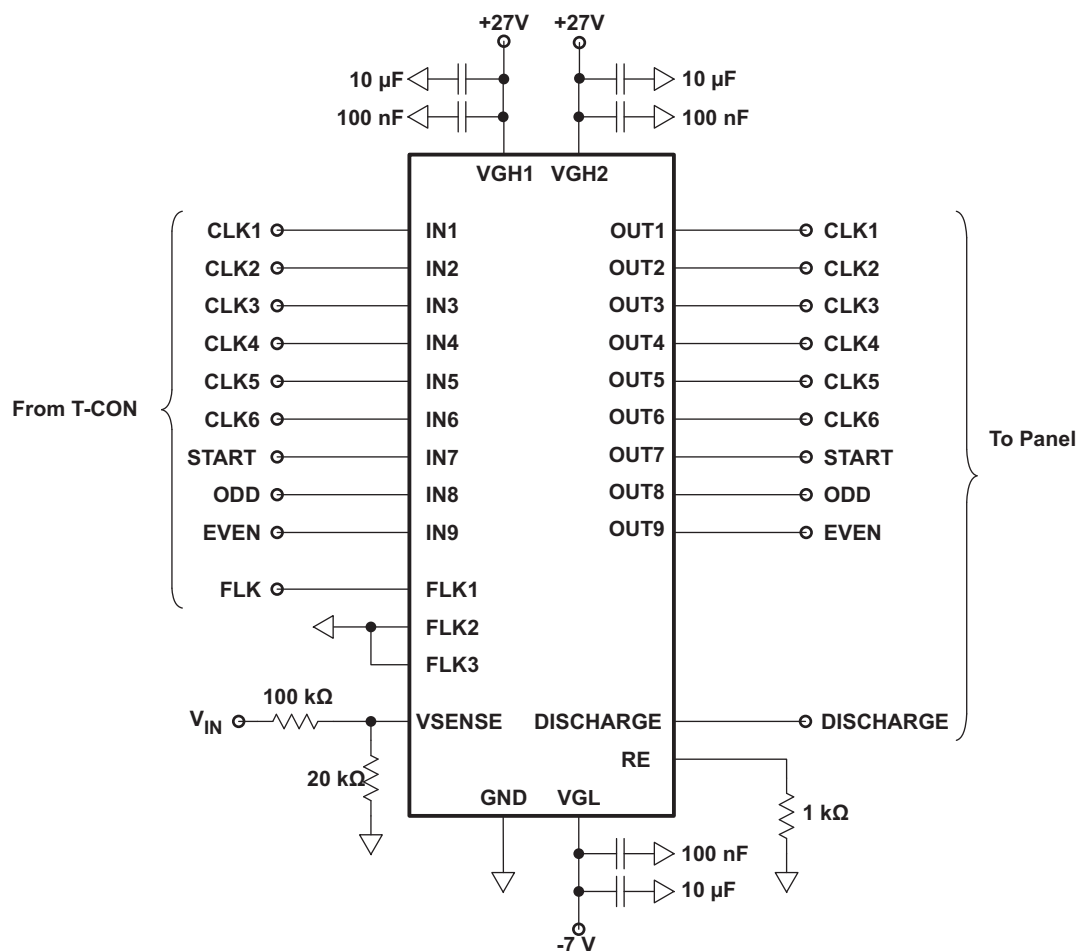 +27V +27V
10 µF 10 µF
100 nF 100 nF
VGH1 VGH2
CLK1 IN1 OUT1 CLK1
CLK2 IN2 OUT2 CLK2
CLK3 IN3 OUT3 CLK3
CLK4 IN4 OUT4 CLK4
CLK5 IN5 OUT5 CLK5
From T-CON
CLK6 IN6 OUT6 CLK6
To Panel
START IN7 OUT7 START
ODD IN8 OUT8 ODD
EVEN IN9 OUT9 EVEN
FLK FLK1
FLK2
FLK3
100 kΩ
VIN VSENSE DISCHARGE DISCHARGE
RE
20 kΩ
GND VGL
1 kΩ
100 nF
10 µF
-7 V